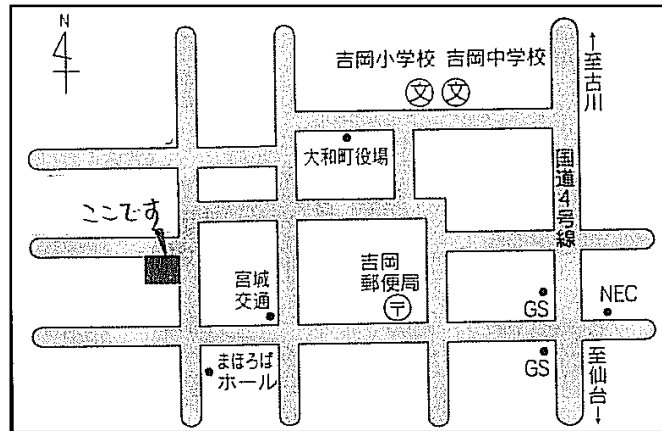 N
吉岡小学校 吉岡中学校
文 文
←至古川
大和町役場
国道4号線
ここです
宮城
交通
吉岡
郵便局
〒
GS
NEC
まほろば
ホール
GS
至仙台→